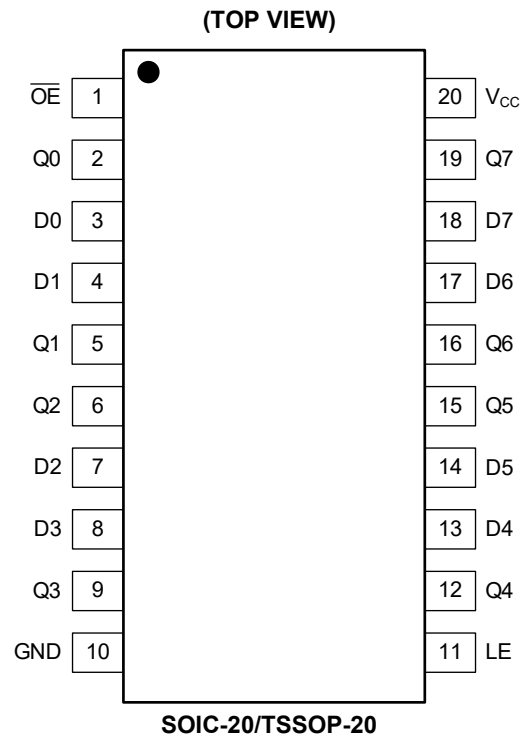 (TOP VIEW)
O̅E̅ 1 20 VCC
Q0 2 19 Q7
D0 3 18 D7
D1 4 17 D6
Q1 5 16 Q6
Q2 6 15 Q5
D2 7 14 D5
D3 8 13 D4
Q3 9 12 Q4
GND 10 11 LE
SOIC-20/TSSOP-20